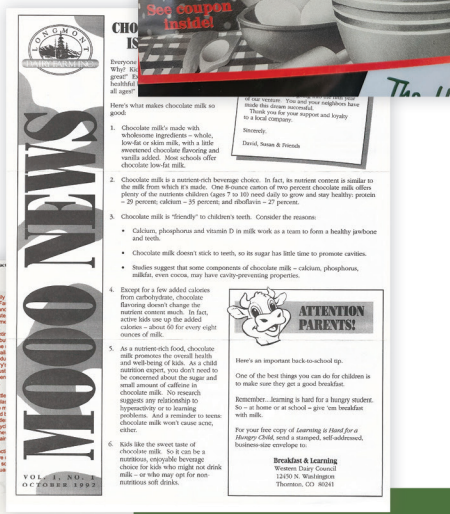 See coupon
inside!
The
LONGMONT
DAIRY FARM INC
MOOO NEWS
VOL. 1, NO. 1
OCTOBER 1992
CHO
IS
Everyone
Why? Kid
great!" Ex
healthful
all ages!"
Here's what makes chocolate milk so
good:
1. Chocolate milk's made with
wholesome ingredients – whole,
low-fat or skim milk, with a little
sweetened chocolate flavoring and
vanilla added. Most schools offer
chocolate low-fat milk.
of our venture. You and your neighbors have
made this dream successful.
Thank you for your support and loyalty
to a local company.
Sincerely,
David, Susan & Friends
2. Chocolate milk is a nutrient-rich beverage choice. In fact, its nutrient content is similar to
the milk from which it's made. One 8-ounce carton of two percent chocolate milk offers
plenty of the nutrients children (ages 7 to 10) need daily to grow and stay healthy: protein
– 29 percent; calcium – 35 percent; and riboflavin – 27 percent.
3. Chocolate milk is "friendly" to children's teeth. Consider the reasons:
• Calcium, phosphorus and vitamin D in milk work as a team to form a healthy jawbone
and teeth.
• Chocolate milk doesn't stick to teeth, so its sugar has little time to promote cavities.
• Studies suggest that some components of chocolate milk – calcium, phosphorus,
milkfat, even cocoa, may have cavity-preventing properties.
4. Except for a few added calories
from carbohydrate, chocolate
flavoring doesn't change the
nutrient content much. In fact,
active kids use up the added
calories – about 60 for every eight
ounces of milk.
5. As a nutrient-rich food, chocolate
milk promotes the overall health
and well-being of kids. As a child
nutrition expert, you don't need to
be concerned about the sugar and
small amount of caffeine in
chocolate milk. No research
suggests any relationship to
hyperactivity or to learning
problems. And a reminder to teens:
chocolate milk won't cause acne,
either.
6. Kids like the sweet taste of
chocolate milk. So it can be a
nutritious, enjoyable beverage
choice for kids who might not drink
milk – or who may opt for non-
nutritious soft drinks.
ATTENTION
PARENTS!
Here's an important back-to-school tip.
One of the best things you can do for children is
to make sure they get a good breakfast.
Remember...learning is hard for a hungry student.
So – at home or at school – give 'em breakfast
with milk.
For your free copy of Learning is Hard for a
Hungry Child, send a stamped, self-addressed,
business-size envelope to:
Breakfast & Learning
Western Dairy Council
12450 N. Washington
Thornton, CO 80241